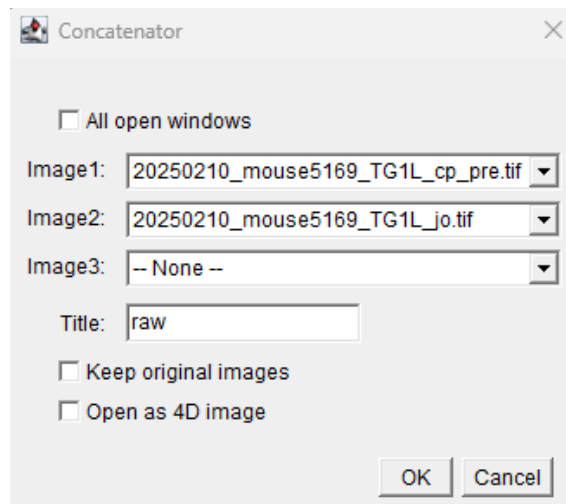 Concatenator
All open windows
Image1: 20250210_mouse5169_TG1L_cp_pre.tif
Image2: 20250210_mouse5169_TG1L_jo.tif
Image3: -- None --
Title: raw
Keep original images
Open as 4D image
OK Cancel